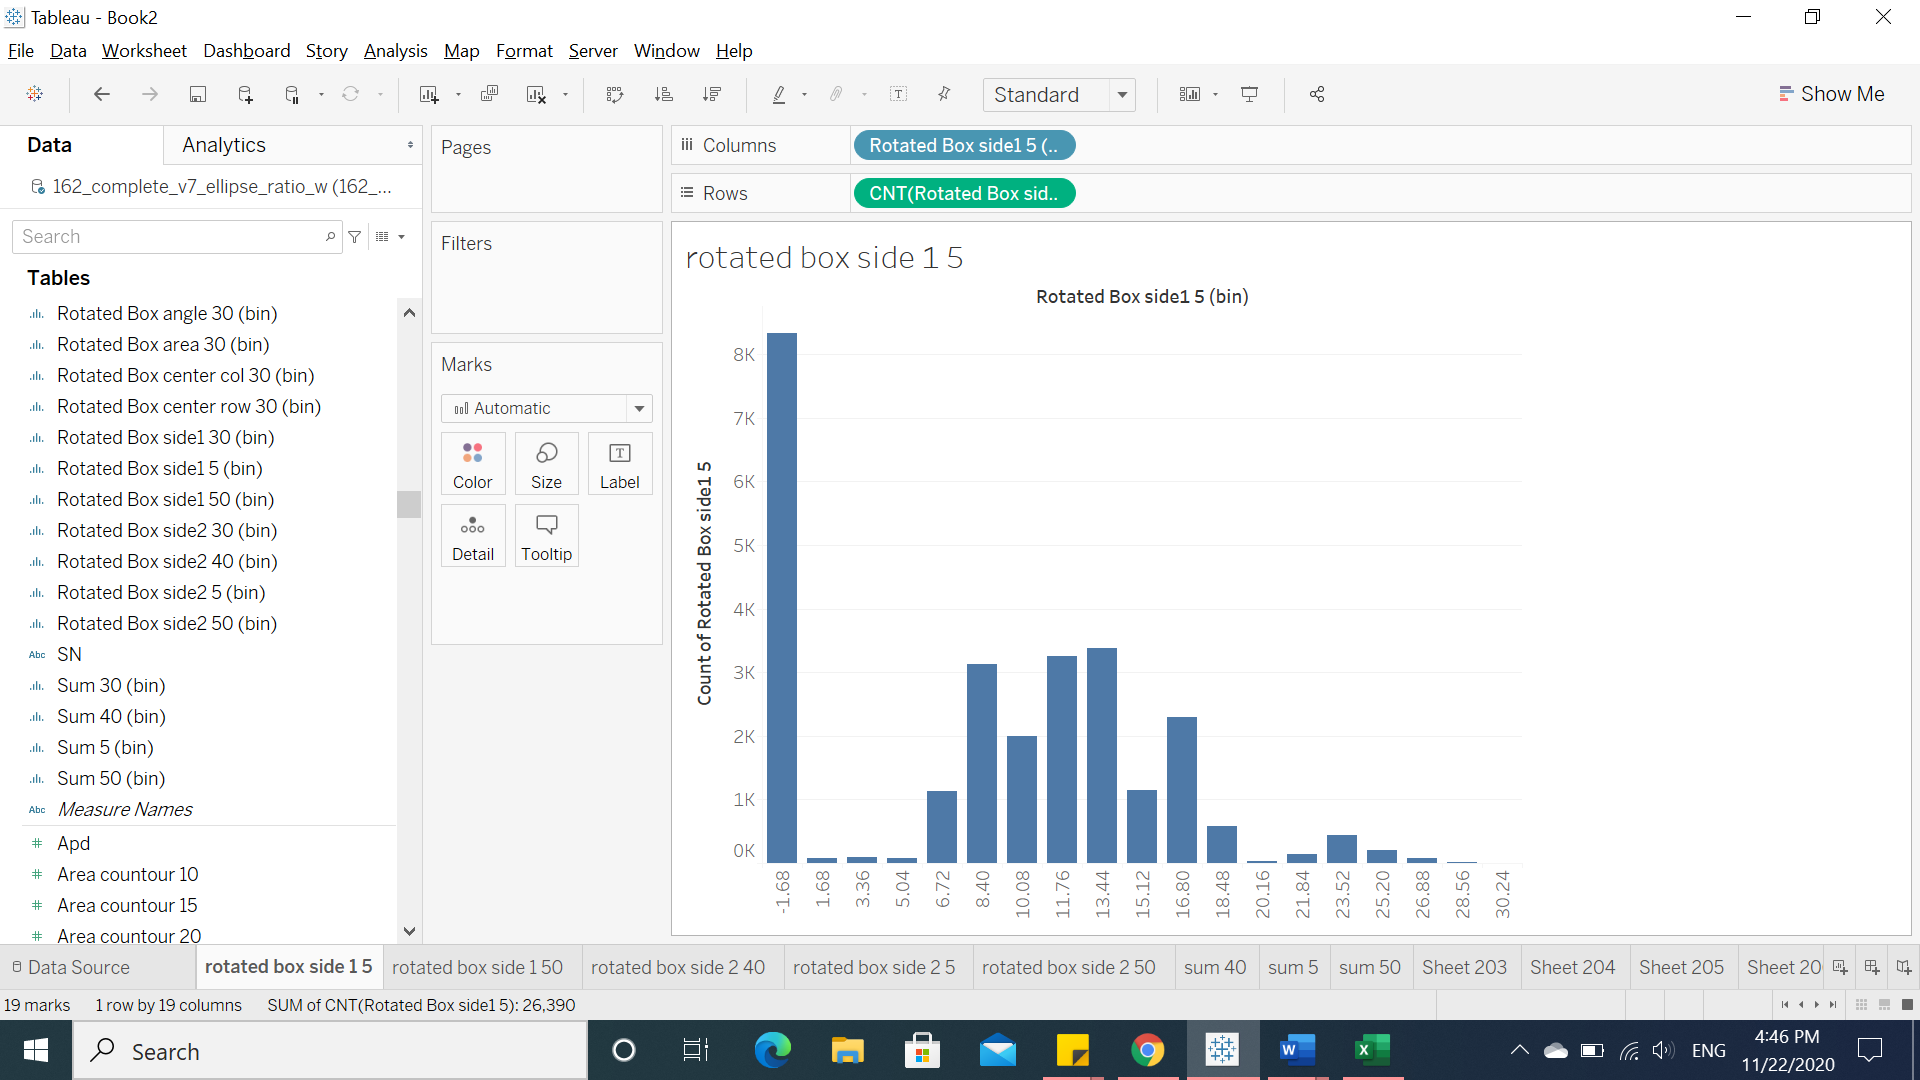 Tableau - Book2
File Data Worksheet Dashboard Story Analysis Map Format Server Window Help
Standard
Show Me
Data Analytics
162_complete_v7_ellipse_ratio_w (162_...
Search
Tables
Rotated Box angle 30 (bin)
Rotated Box area 30 (bin)
Rotated Box center col 30 (bin)
Rotated Box center row 30 (bin)
Rotated Box side1 30 (bin)
Rotated Box side1 5 (bin)
Rotated Box side1 50 (bin)
Rotated Box side2 30 (bin)
Rotated Box side2 40 (bin)
Rotated Box side2 5 (bin)
Rotated Box side2 50 (bin)
Abc SN
Sum 30 (bin)
Sum 40 (bin)
Sum 5 (bin)
Sum 50 (bin)
Abc Measure Names
# Apd
# Area countour 10
# Area countour 15
# Area countour 20
Pages
Filters
Marks
Automatic
Color Size Label
Detail Tooltip
Columns Rotated Box side1 5 (..
Rows CNT(Rotated Box sid..
rotated box side 1 5
Rotated Box side1 5 (bin)
Count of Rotated Box side1 5
8K
7K
6K
5K
4K
3K
2K
1K
0K
-1.68 1.68 3.36 5.04 6.72 8.40 10.08 11.76 13.44 15.12 16.80 18.48 20.16 21.84 23.52 25.20 26.88 28.56 30.24
Data Source rotated box side 1 5 rotated box side 1 50 rotated box side 2 40 rotated box side 2 5 rotated box side 2 50 sum 40 sum 5 sum 50 Sheet 203 Sheet 204 Sheet 205 Sheet 20
19 marks 1 row by 19 columns SUM of CNT(Rotated Box side1 5): 26,390
Search
ENG
4:46 PM
11/22/2020